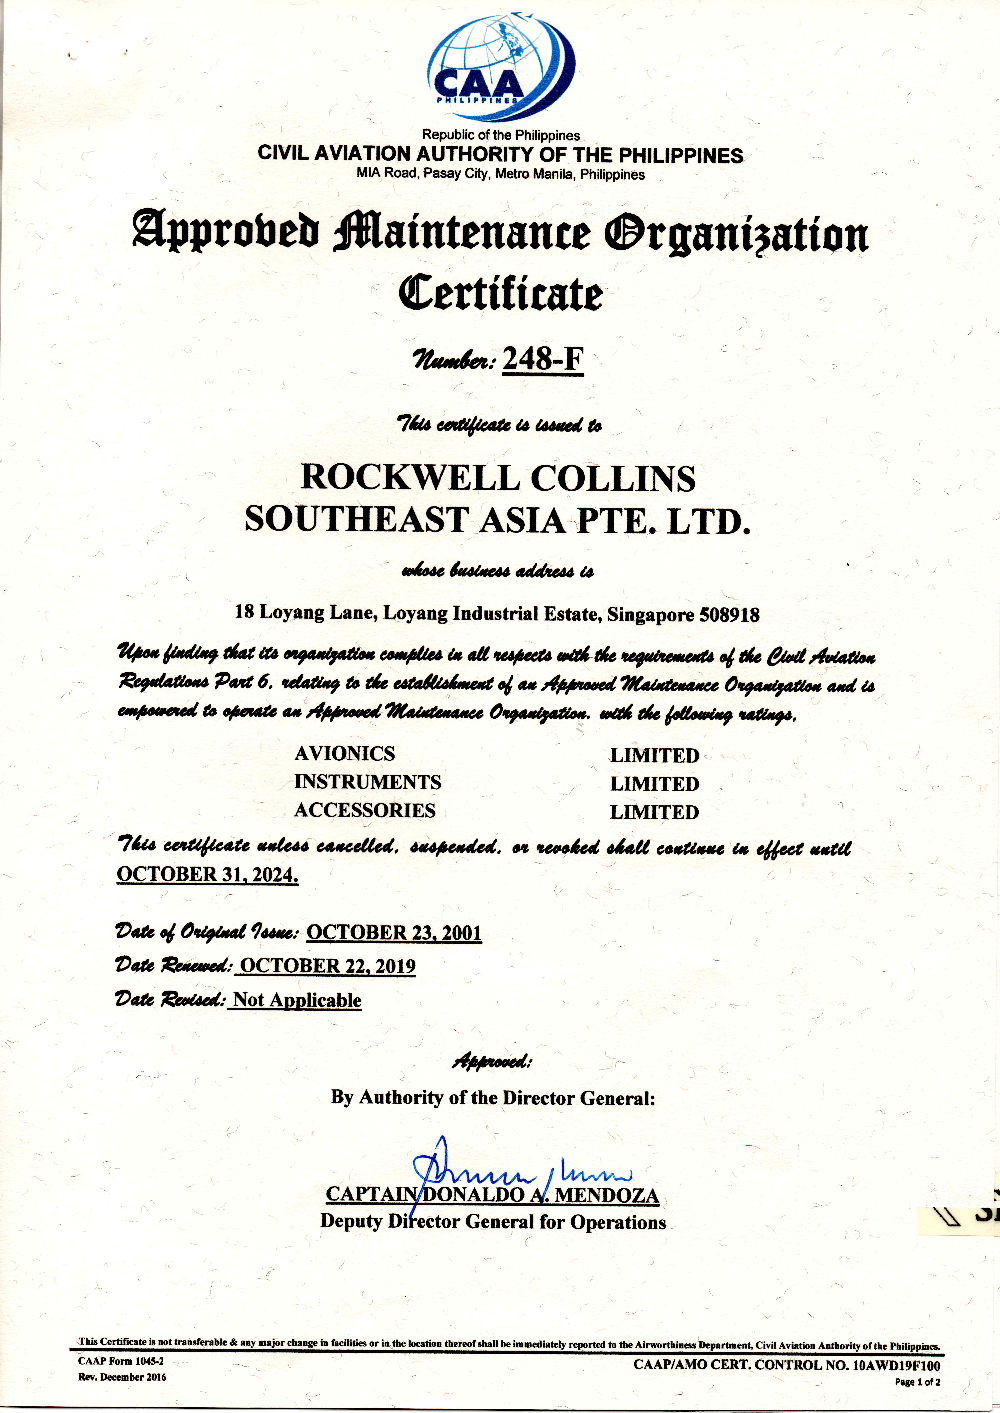 CAA
PHILIPPINES
Republic of the Philippines
CIVIL AVIATION AUTHORITY OF THE PHILIPPINES
MIA Road, Pasay City, Metro Manila, Philippines
Approved Maintenance Organization
Certificate
Number: 248-F
This certificate is issued to
ROCKWELL COLLINS
SOUTHEAST ASIA PTE. LTD.
whose business address is
18 Loyang Lane, Loyang Industrial Estate, Singapore 508918
Upon finding that its organization complies in all respects with the requirements of the Civil Aviation
Regulations Part 6, relating to the establishment of an Approved Maintenance Organization and is
empowered to operate an Approved Maintenance Organization, with the following ratings,
AVIONICS LIMITED
INSTRUMENTS LIMITED
ACCESSORIES LIMITED
This certificate unless cancelled, suspended, or revoked shall continue in effect until
OCTOBER 31, 2024.
Date of Original Issue: OCTOBER 23, 2001
Date Renewed: OCTOBER 22, 2019
Date Revised: Not Applicable
Approved:
By Authority of the Director General:
CAPTAIN DONALDO A. MENDOZA
Deputy Director General for Operations
This Certificate is not transferable & any major change in facilities or in the location thereof shall be immediately reported to the Airworthiness Department, Civil Aviation Authority of the Philippines.
CAAP Form 1045-2 CAAP/AMO CERT. CONTROL NO. 10AWD19F100
Rev. December 2016 Page 1 of 2